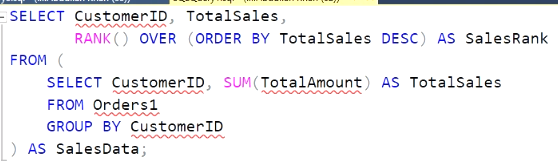 SELECT CustomerID, TotalSales,
RANK() OVER (ORDER BY TotalSales DESC) AS SalesRank
FROM (
SELECT CustomerID, SUM(TotalAmount) AS TotalSales
FROM Orders1
GROUP BY CustomerID
) AS SalesData;